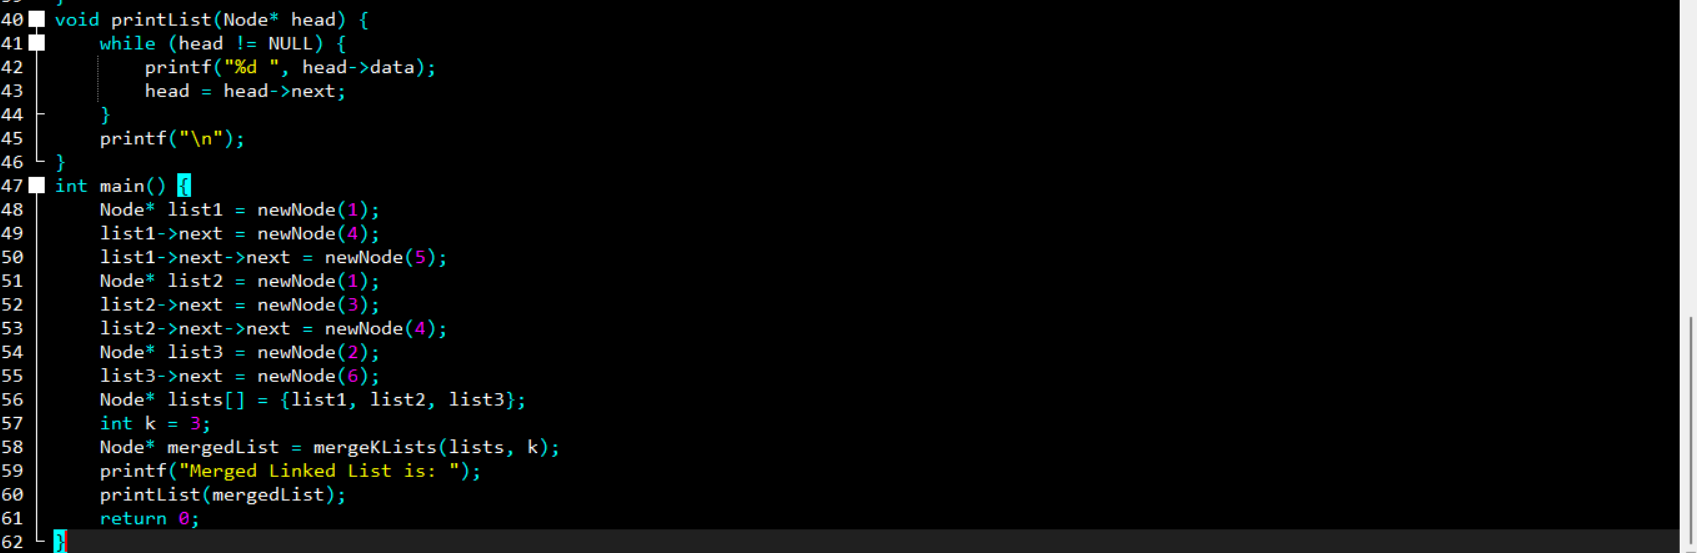 40 void printList(Node* head) {
41     while (head != NULL) {
42         printf("%d ", head->data);
43         head = head->next;
44     }
45     printf("\n");
46 }
47 int main() {
48     Node* list1 = newNode(1);
49     list1->next = newNode(4);
50     list1->next->next = newNode(5);
51     Node* list2 = newNode(1);
52     list2->next = newNode(3);
53     list2->next->next = newNode(4);
54     Node* list3 = newNode(2);
55     list3->next = newNode(6);
56     Node* lists[] = {list1, list2, list3};
57     int k = 3;
58     Node* mergedList = mergeKLists(lists, k);
59     printf("Merged Linked List is: ");
60     printList(mergedList);
61     return 0;
62 }